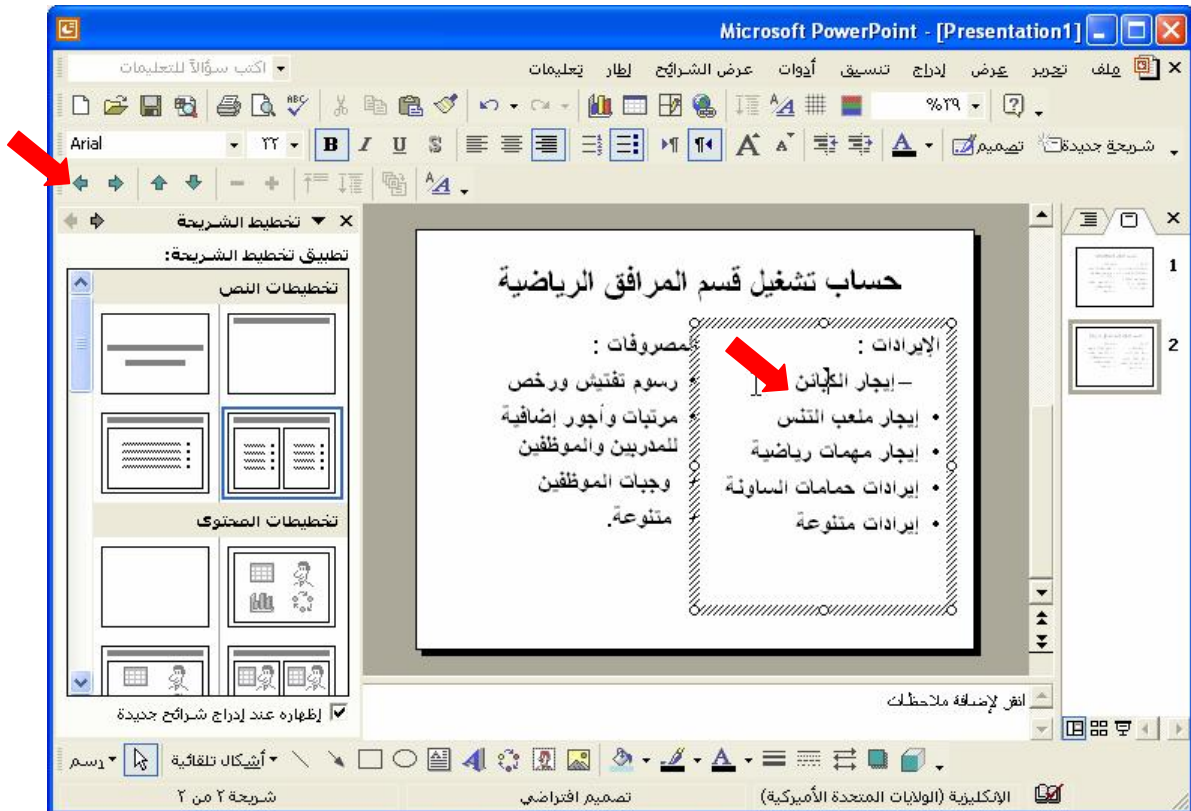 Microsoft PowerPoint - [Presentation1]
ملف تحرير عرض إدراج تنسيق أدوات عرض الشرائح إطار تعليمات
اكتب سؤالاً للتعليمات
%٣٩
Arial
٣٢
B I U S
تصميم
شريحة جديدة
تخطيط الشريحة
تطبيق تخطيط الشريحة:
تخطيطات النص
تخطيطات المحتوى
إظهاره عند إدراج شرائح جديدة
حساب تشغيل قسم المرافق الرياضية
الإيرادات :
– إيجار الكبائن
• إيجار ملعب التنس
• إيجار مهمات رياضية
• إيرادات حمامات الساونة
• إيرادات متنوعة
المصروفات :
• رسوم تفتيش ورخص
• مرتبات وأجور إضافية
للمدربين والموظفين
• وجبات الموظفين
• متنوعة.
1
2
انقر لإضافة ملاحظات
رسم
أشكال تلقائية
شريحة ٢ من ٢
تصميم افتراضي
الإنكليزية (الولايات المتحدة الأميركية)